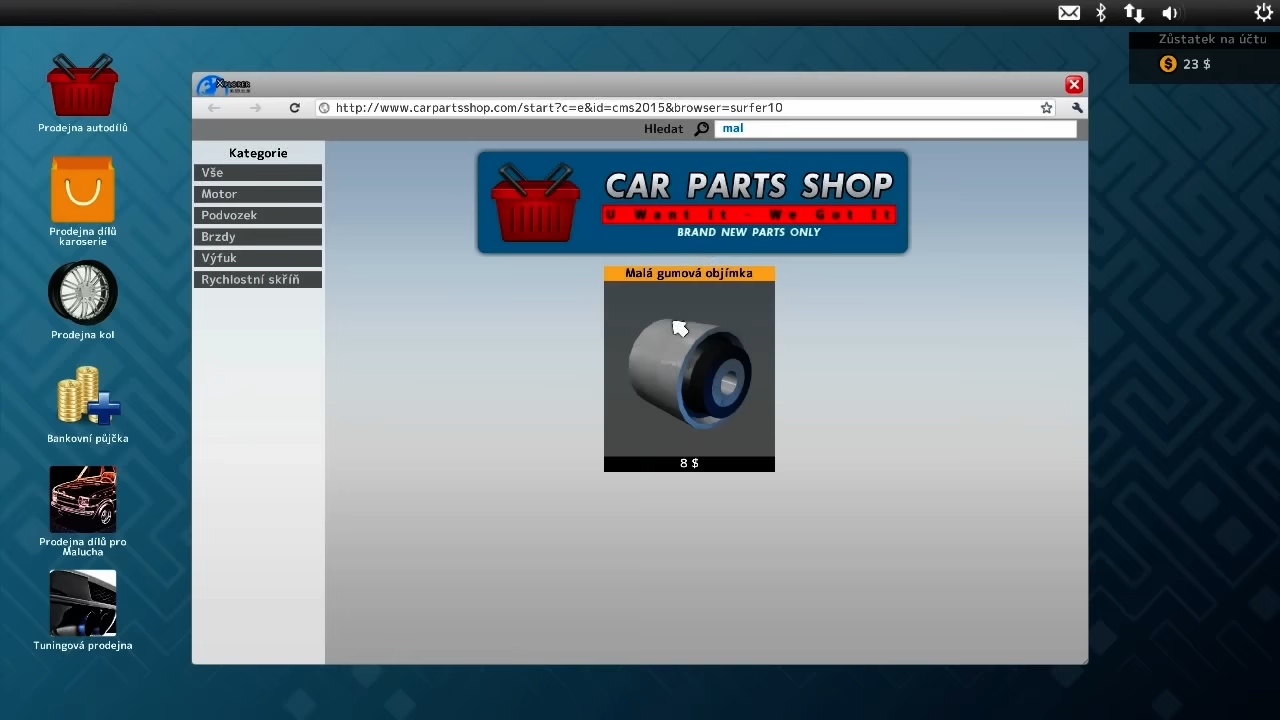 Zůstatek na účtu
23 $
Prodejna autodílů
Prodejna dílů
karoserie
Prodejna kol
Bankovní půjčka
Prodejna dílů pro
Malucha
Tuningová prodejna
http://www.carpartsshop.com/start?c=e&id=cms2015&browser=surfer10
Hledat
mal
Kategorie
Vše
Motor
Podvozek
Brzdy
Výfuk
Rychlostní skříň
CAR PARTS SHOP
U Want It - We Got It
BRAND NEW PARTS ONLY
Malá gumová objímka
8 $